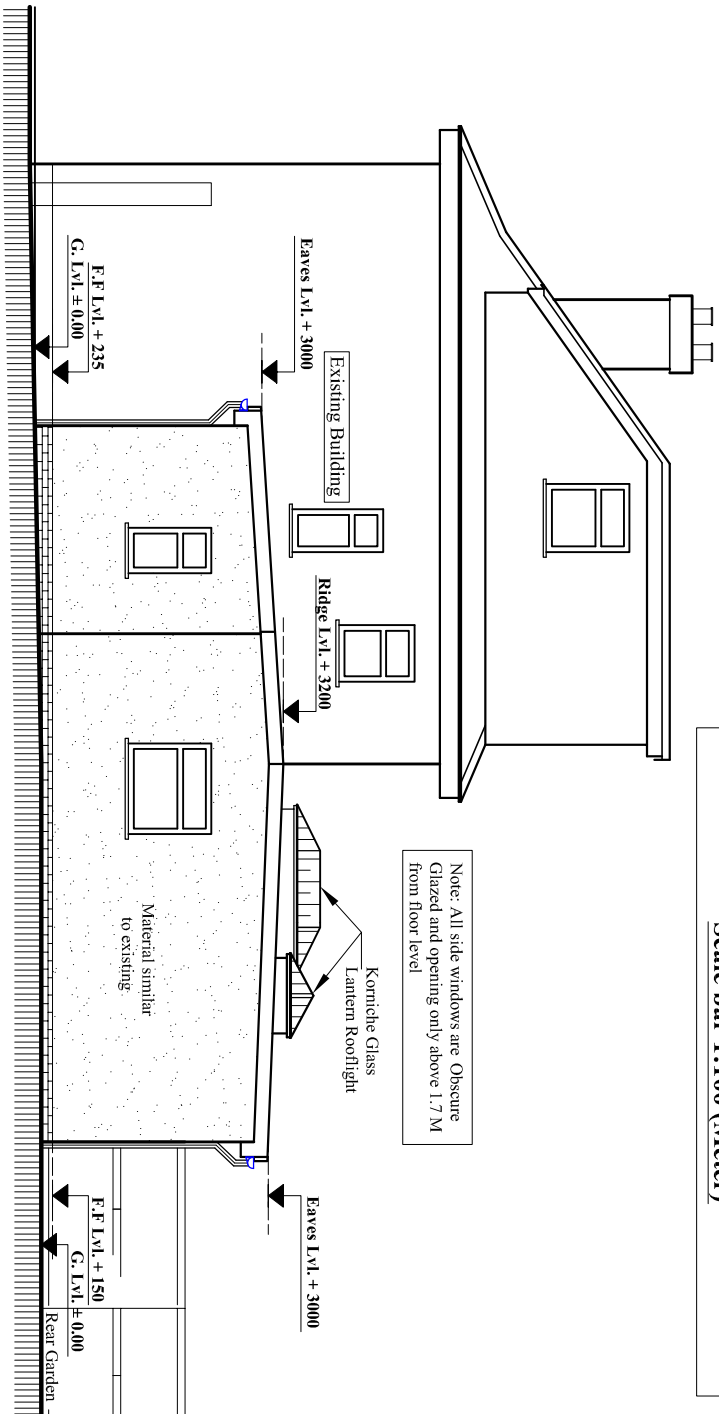 Scale bar 1:100 (Meter)
Note: All side windows are Obscure
Glazed and opening only above 1.7 M
from floor level
Korniche Glass
Lantern Rooflight
Eaves Lvl. + 3000
Existing Building
Ridge Lvl. + 3200
Eaves Lvl. + 3000
F.F Lvl. + 235
G. Lvl. ± 0.00
Material similar
to existing
F.F Lvl. + 150
G. Lvl. ± 0.00
Rear Garden